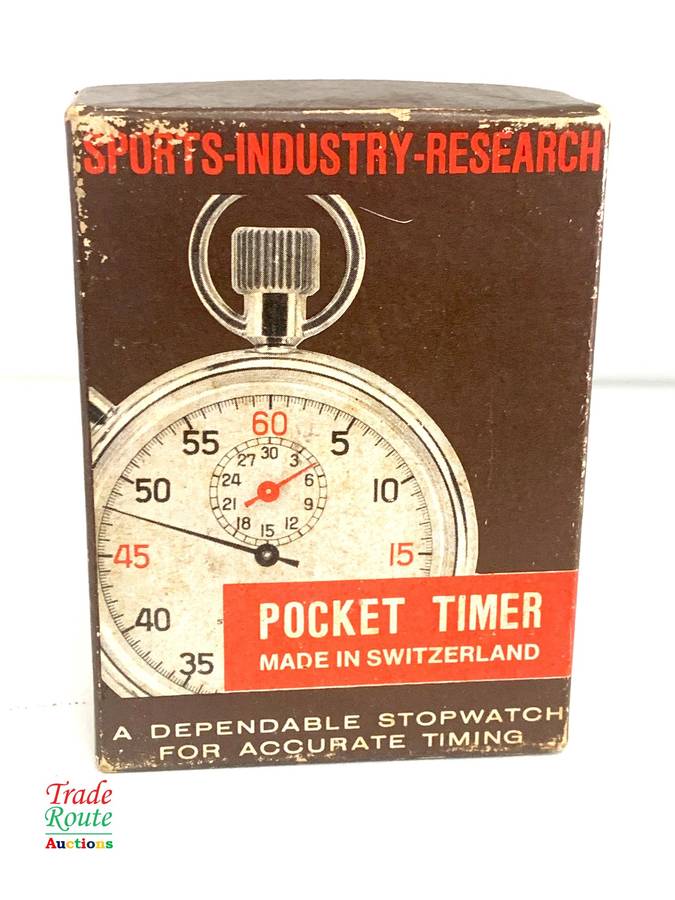 SPORTS-INDUSTRY-RESEARCH
60
55
5
30
27
3
24
6
50
10
21
9
18
12
15
45
15
40
35
POCKET TIMER
MADE IN SWITZERLAND
A DEPENDABLE STOPWATCH
FOR ACCURATE TIMING
Trade
Route
Auctions